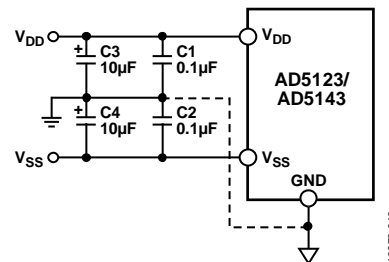 VDD
+ C3
10µF
C1
0.1µF
VDD
AD5123/
AD5143
+ C4
10µF
C2
0.1µF
VSS
VSS
GND